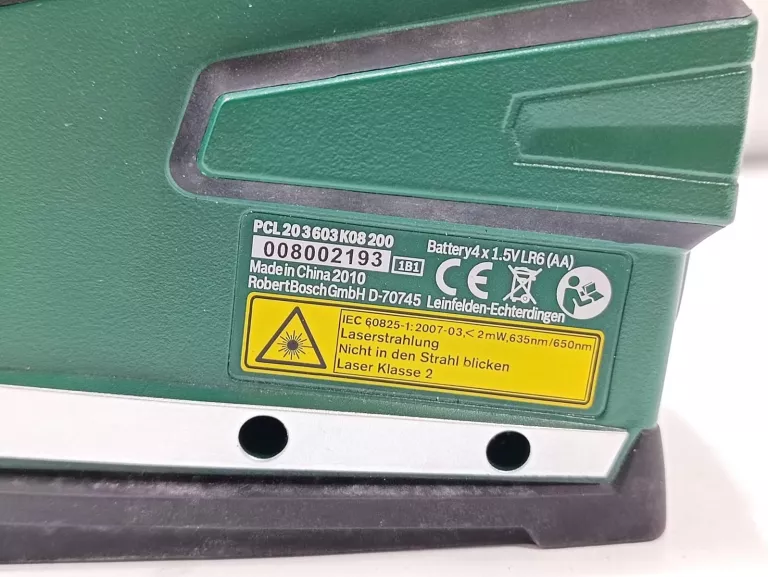 PCL 20 3 603 K08 200
008002193 1B1
Battery 4 x 1.5V LR6 (AA)
Made in China 2010
CE
Robert Bosch GmbH D-70745 Leinfelden-Echterdingen
IEC 60825-1: 2007-03, < 2mW, 635nm/650nm
Laserstrahlung
Nicht in den Strahl blicken
Laser Klasse 2